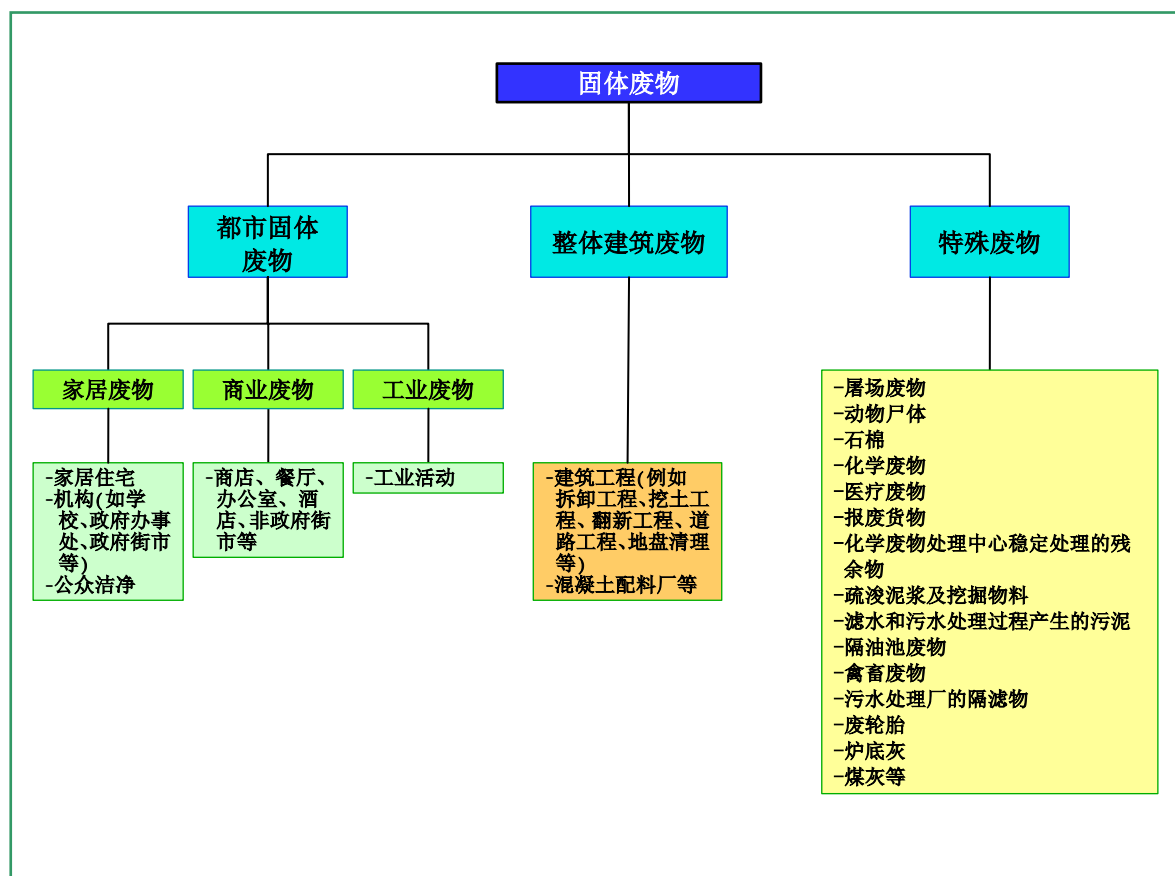 固体废物
都市固体
废物
整体建筑废物
特殊废物
家居废物
商业废物
工业废物
-家居住宅
-机构(如学
校、政府办事
处、政府街市
等)
-公众洁净
-商店、餐厅、
办公室、酒
店、非政府街
市等
-工业活动
-建筑工程(例如
拆卸工程、挖土工
程、翻新工程、道
路工程、地盘清理
等)
-混凝土配料厂等
-屠场废物
-动物尸体
-石棉
-化学废物
-医疗废物
-报废货物
-化学废物处理中心稳定处理的残
余物
-疏浚泥浆及挖掘物料
-滤水和污水处理过程产生的污泥
-隔油池废物
-禽畜废物
-污水处理厂的隔滤物
-废轮胎
-炉底灰
-煤灰等